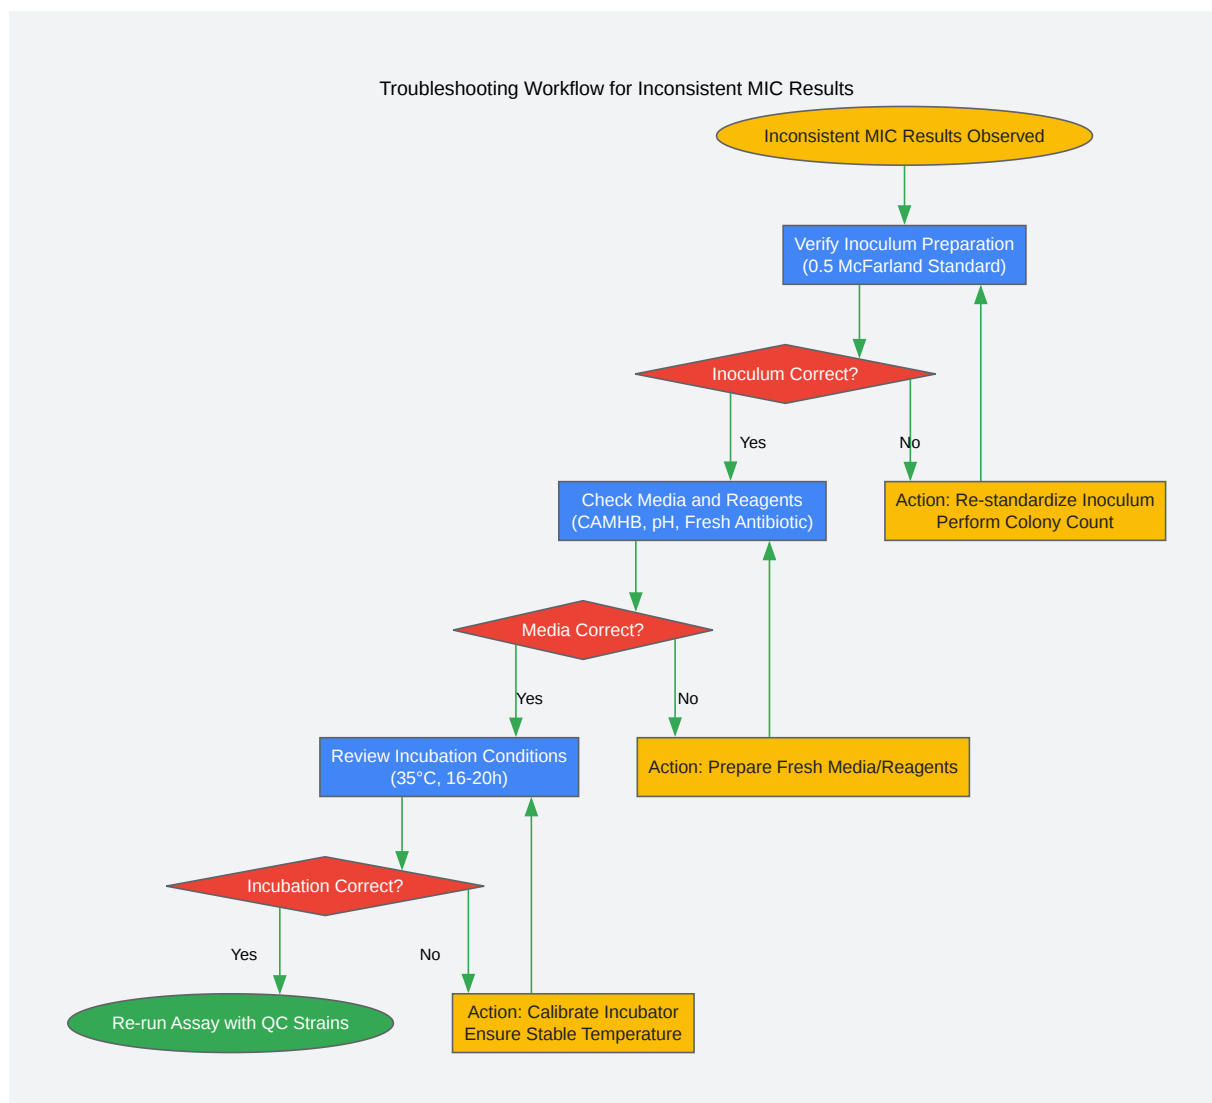 Troubleshooting Workflow for Inconsistent MIC Results
Inconsistent MIC Results Observed
Verify Inoculum Preparation
(0.5 McFarland Standard)
Inoculum Correct?
Yes
No
Check Media and Reagents
(CAMHB, pH, Fresh Antibiotic)
Action: Re-standardize Inoculum
Perform Colony Count
Media Correct?
Yes
No
Review Incubation Conditions
(35°C, 16-20h)
Action: Prepare Fresh Media/Reagents
Incubation Correct?
Yes
No
Re-run Assay with QC Strains
Action: Calibrate Incubator
Ensure Stable Temperature